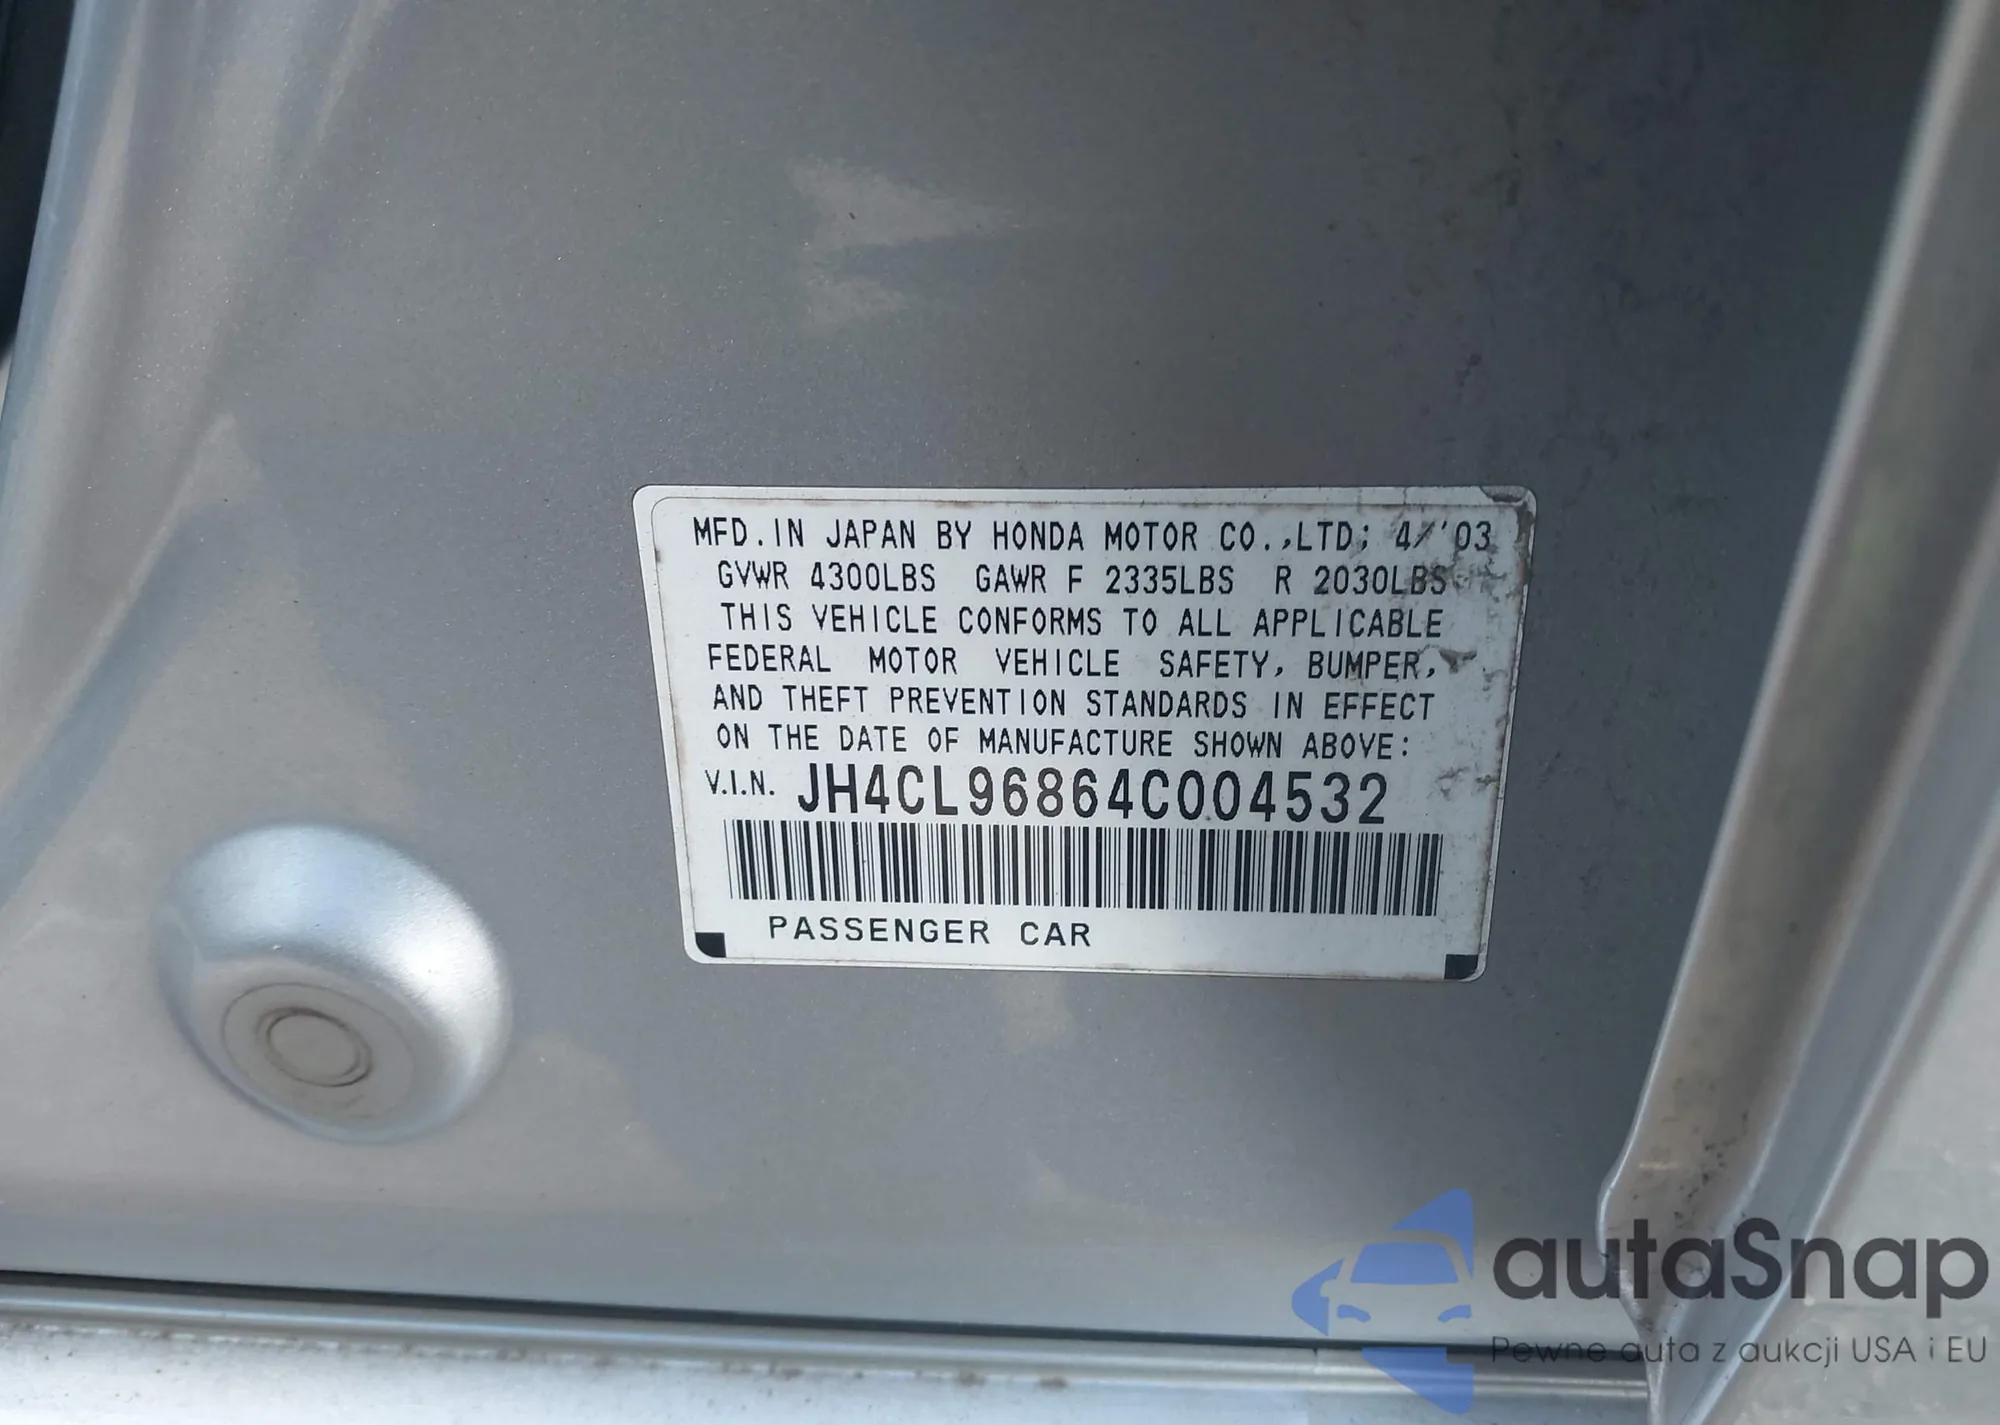 MFD. IN JAPAN BY HONDA MOTOR CO.,LTD; 4/'03
GVWR 4300LBS GAWR F 2335LBS R 2030LBS
THIS VEHICLE CONFORMS TO ALL APPLICABLE
FEDERAL MOTOR VEHICLE SAFETY, BUMPER,
AND THEFT PREVENTION STANDARDS IN EFFECT
ON THE DATE OF MANUFACTURE SHOWN ABOVE:
V.I.N. JH4CL96864C004532
PASSENGER CAR
autaSnap
Pewne auta z aukcji USA i EU